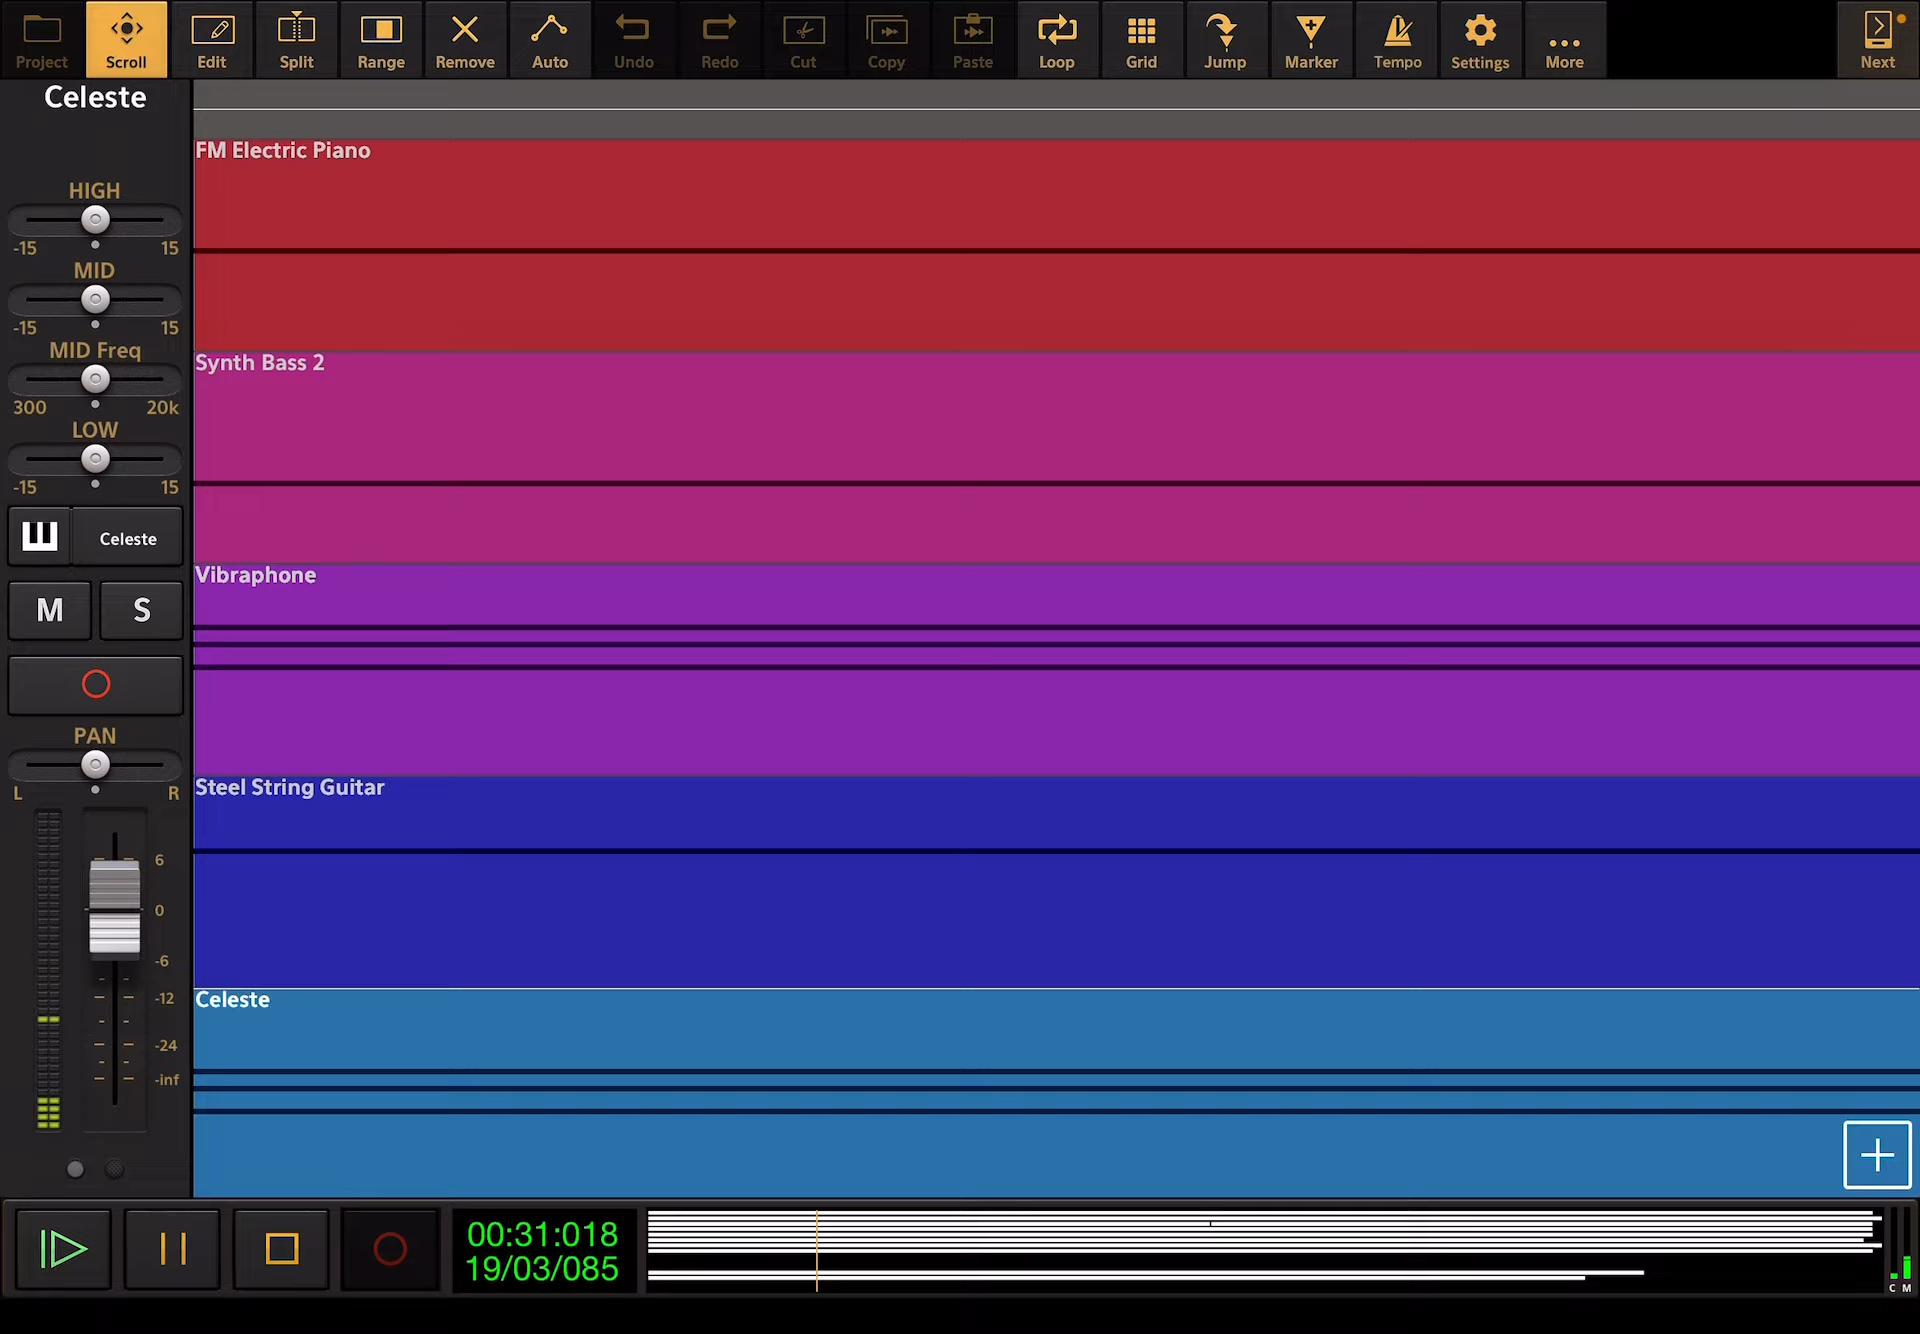 Project Scroll Edit Split Range Remove Auto Undo Redo Cut Copy Paste Loop Grid Jump Marker Tempo Settings More Next
Celeste
HIGH
-15 15
MID
-15 15
MID Freq
300 20k
LOW
-15 15
Celeste
M S
PAN
L R
6
0
-6
-12
-24
-inf
FM Electric Piano
Synth Bass 2
Vibraphone
Steel String Guitar
Celeste
00:31:018
19/03/085
C M